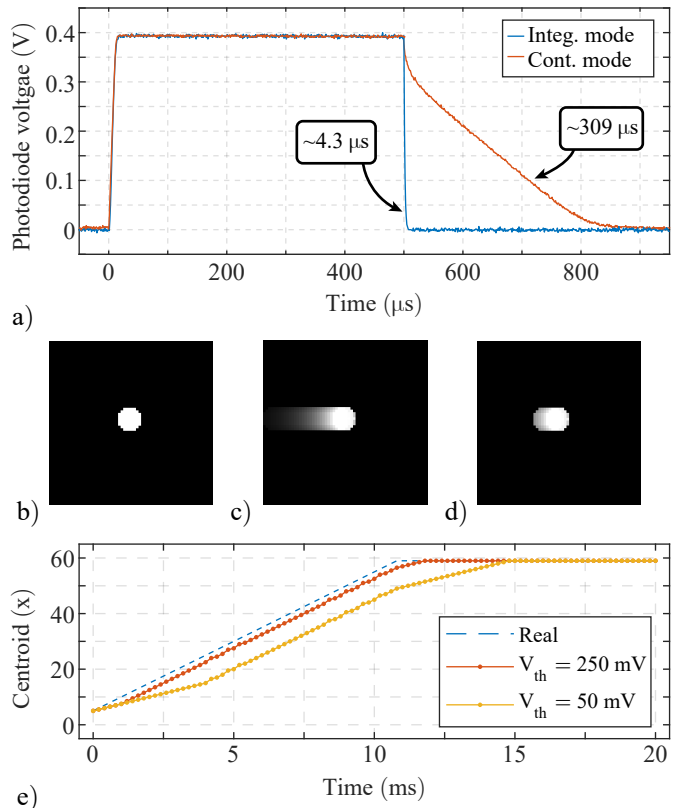 Photodiode voltgae (V)
0.4
0.3
0.2
0.1
0
Integ. mode
Cont. mode
~4.3 μs
~309 μs
0 200 400 600 800
Time (μs)
a)
b) c) d)
Centroid (x)
60
40
20
0
Real
V_th = 250 mV
V_th = 50 mV
0 5 10 15 20
Time (ms)
e)